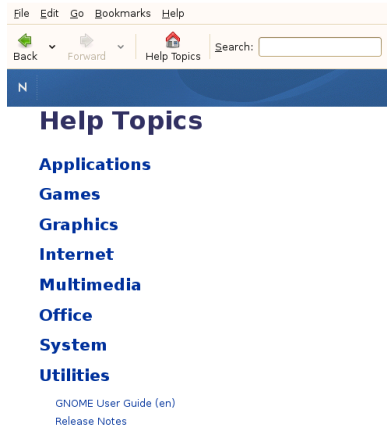 File Edit Go Bookmarks Help
Back Forward Help Topics Search:
N
Help Topics
Applications
Games
Graphics
Internet
Multimedia
Office
System
Utilities
GNOME User Guide (en)
Release Notes